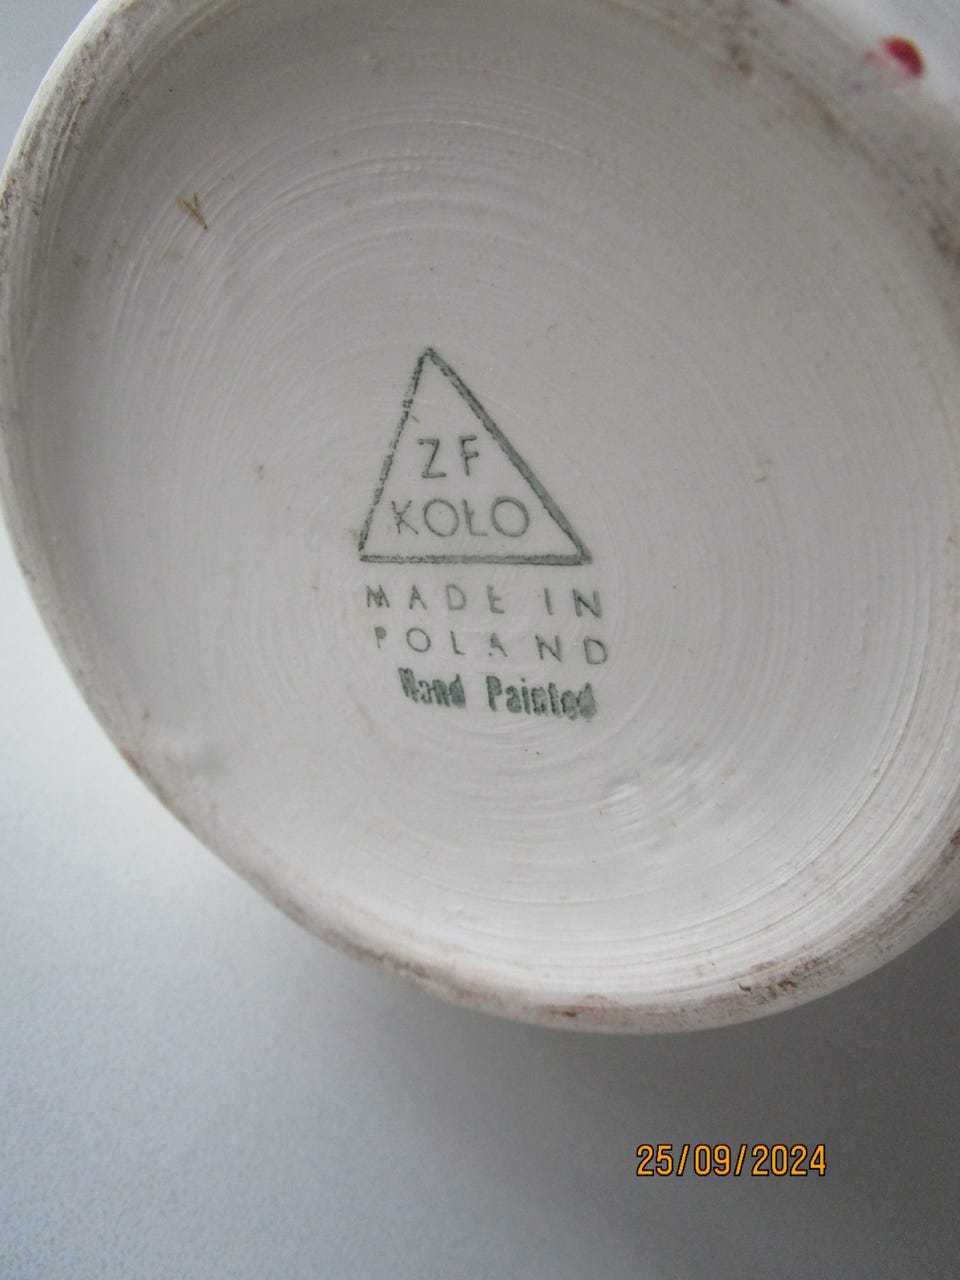 ZF
KOŁO
MADE IN
POLAND
Hand Painted
25/09/2024